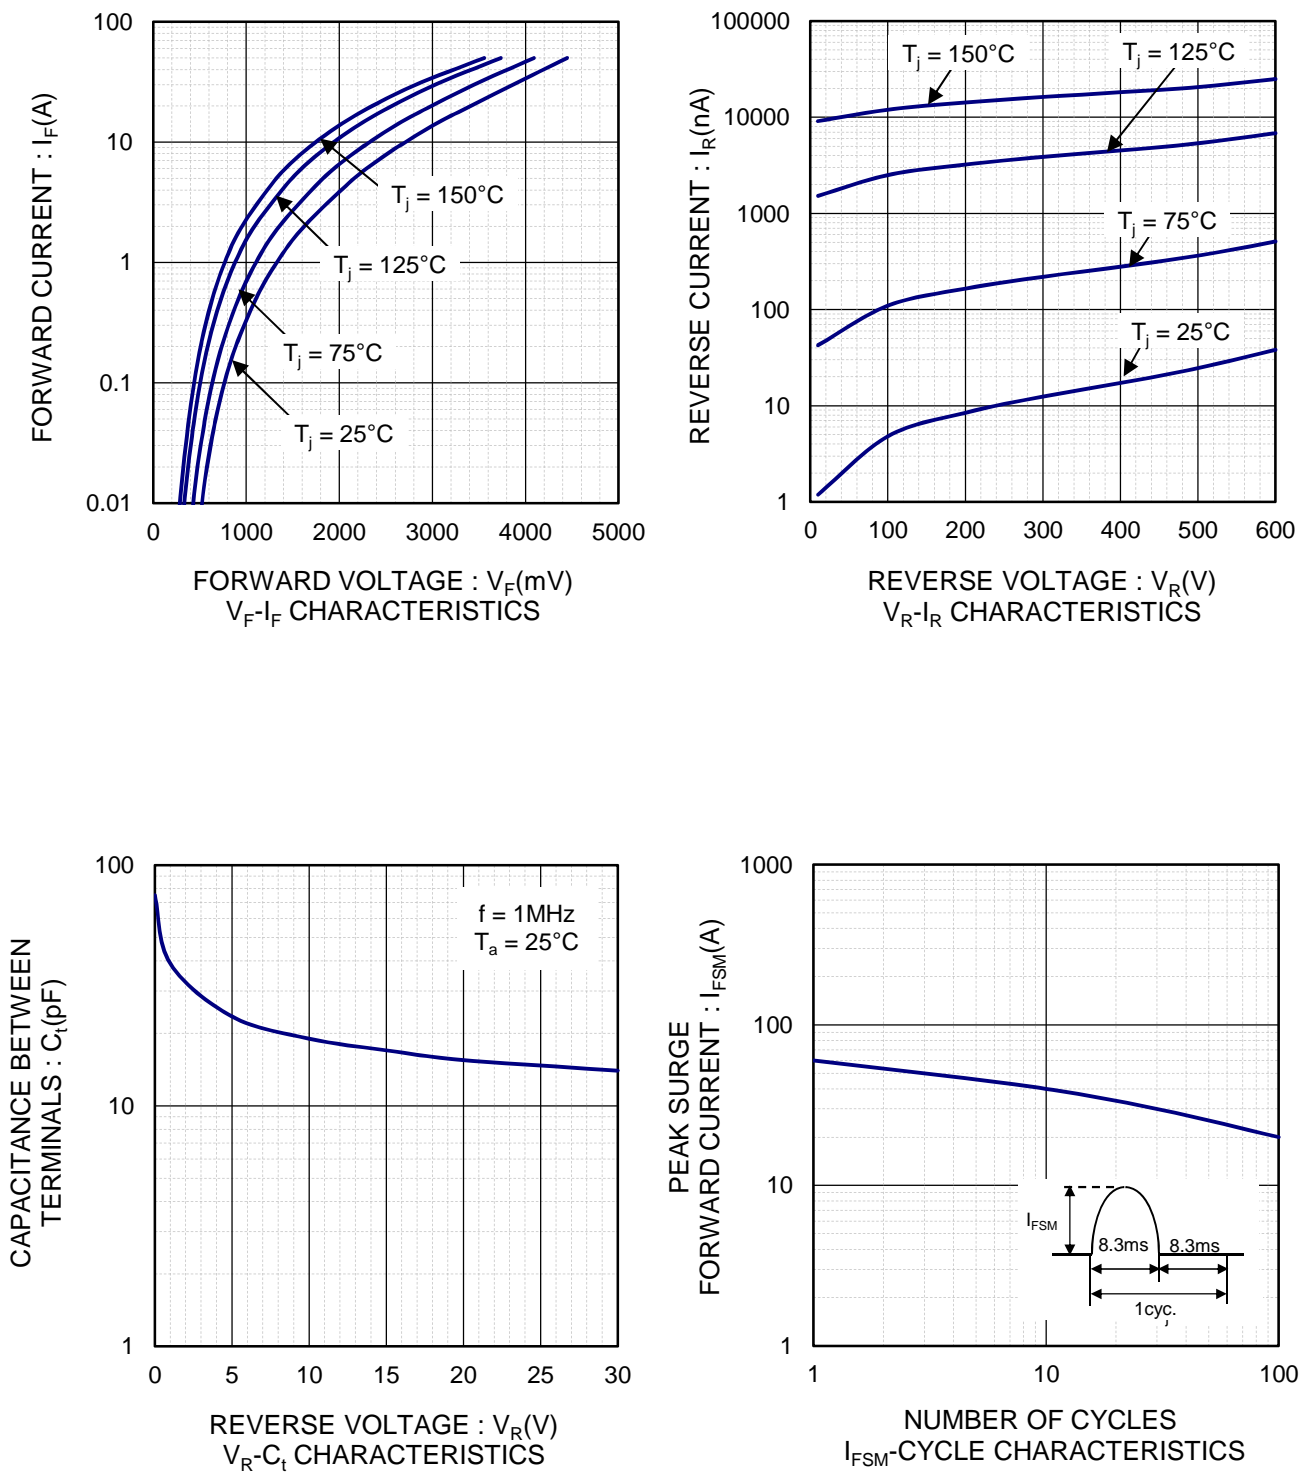 100
10
1
0.1
0.01
0 1000 2000 3000 4000 5000
FORWARD CURRENT : IF(A)
Tj = 150°C
Tj = 125°C
Tj = 75°C
Tj = 25°C
FORWARD VOLTAGE : VF(mV)
VF-IF CHARACTERISTICS
100000
10000
1000
100
10
1
0 100 200 300 400 500 600
REVERSE CURRENT : IR(nA)
Tj = 150°C
Tj = 125°C
Tj = 75°C
Tj = 25°C
REVERSE VOLTAGE : VR(V)
VR-IR CHARACTERISTICS
100
10
1
0 5 10 15 20 25 30
CAPACITANCE BETWEEN
TERMINALS : Ct(pF)
f = 1MHz
Ta = 25°C
REVERSE VOLTAGE : VR(V)
VR-Ct CHARACTERISTICS
1000
100
10
1
1 10 100
PEAK SURGE
FORWARD CURRENT : IFSM(A)
IFSM
8.3ms 8.3ms
1cyc.
NUMBER OF CYCLES
IFSM-CYCLE CHARACTERISTICS